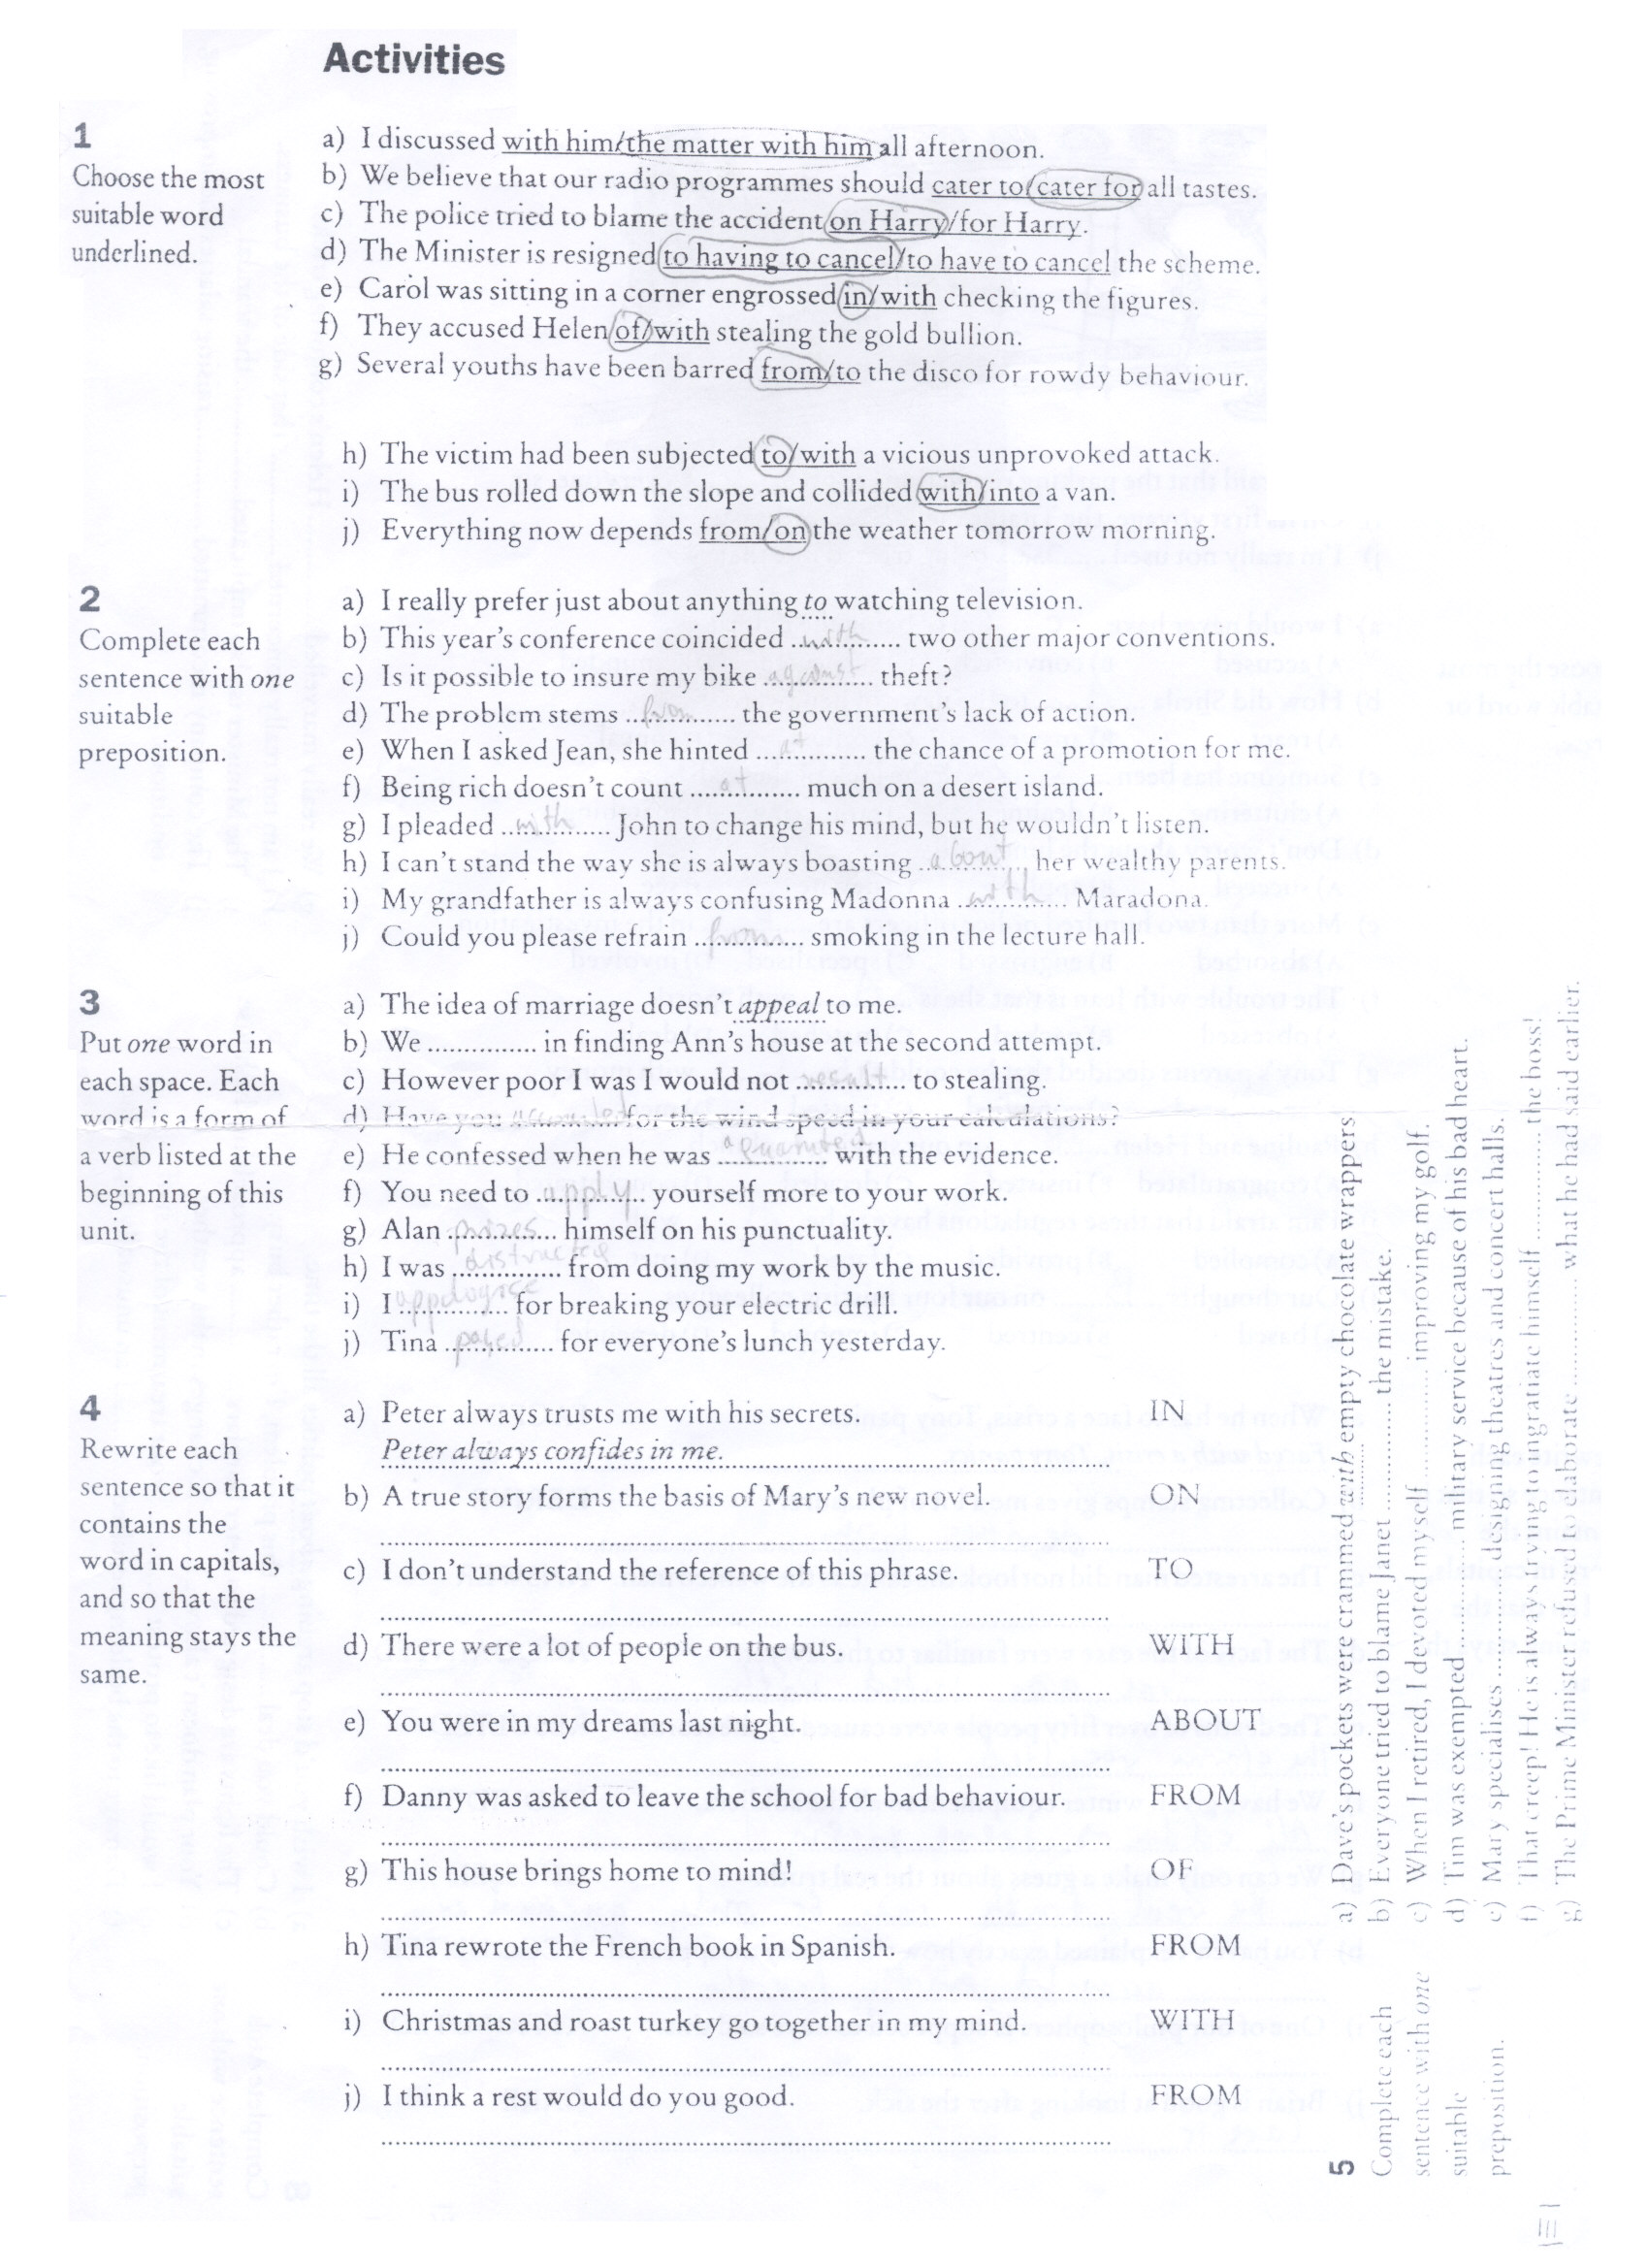 Activities
1
Choose the most
suitable word
underlined.
a) I discussed with him/the matter with him all afternoon.
b) We believe that our radio programmes should cater to/cater for all tastes.
c) The police tried to blame the accident on Harry/for Harry.
d) The Minister is resigned to having to cancel/to have to cancel the scheme.
e) Carol was sitting in a corner engrossed in/with checking the figures.
f) They accused Helen of/with stealing the gold bullion.
g) Several youths have been barred from/to the disco for rowdy behaviour.
h) The victim had been subjected to/with a vicious unprovoked attack.
i) The bus rolled down the slope and collided with/into a van.
j) Everything now depends from/on the weather tomorrow morning.
2
Complete each
sentence with one
suitable
preposition.
a) I really prefer just about anything to watching television.
b) This year's conference coincided with two other major conventions.
c) Is it possible to insure my bike against theft?
d) The problem stems from the government's lack of action.
e) When I asked Jean, she hinted at the chance of a promotion for me.
f) Being rich doesn't count at much on a desert island.
g) I pleaded with John to change his mind, but he wouldn't listen.
h) I can't stand the way she is always boasting about her wealthy parents.
i) My grandfather is always confusing Madonna with Maradona.
j) Could you please refrain from smoking in the lecture hall.
3
Put one word in
each space. Each
word is a form of
a verb listed at the
beginning of this
unit.
a) The idea of marriage doesn't appeal to me.
b) We .............. in finding Ann's house at the second attempt.
c) However poor I was I would not to stealing.
d) Have you accounted for the wind speed in your calculations?
e) He confessed when he was with the evidence.
f) You need to apply yourself more to your work.
g) Alan prizes himself on his punctuality.
h) I was distracted from doing my work by the music.
i) I appologise for breaking your electric drill.
j) Tina payed for everyone's lunch yesterday.
4
Rewrite each
sentence so that it
contains the
word in capitals,
and so that the
meaning stays the
same.
a) Peter always trusts me with his secrets. IN
Peter always confides in me.
b) A true story forms the basis of Mary's new novel. ON
c) I don't understand the reference of this phrase. TO
d) There were a lot of people on the bus. WITH
e) You were in my dreams last night. ABOUT
f) Danny was asked to leave the school for bad behaviour. FROM
g) This house brings home to mind! OF
h) Tina rewrote the French book in Spanish. FROM
i) Christmas and roast turkey go together in my mind. WITH
j) I think a rest would do you good. FROM
5
Complete each
sentence with one
suitable
preposition.
a) Dave's pockets were crammed with empty chocolate wrappers.
b) Everyone tried to blame Janet .............. the mistake.
c) When I retired, I devoted myself .............. improving my golf.
d) Tim was exempted .............. military service because of his bad heart.
e) Mary specialises .............. designing theatres and concert halls.
f) That creep! He is always trying to ingratiate himself .............. the boss!
g) The Prime Minister refused to elaborate .............. what he had said earlier.